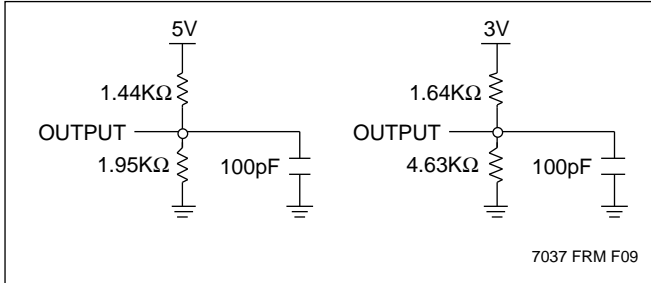 5V
3V
1.44KΩ
1.64KΩ
OUTPUT
OUTPUT
1.95KΩ
100pF
4.63KΩ
100pF
7037 FRM F09